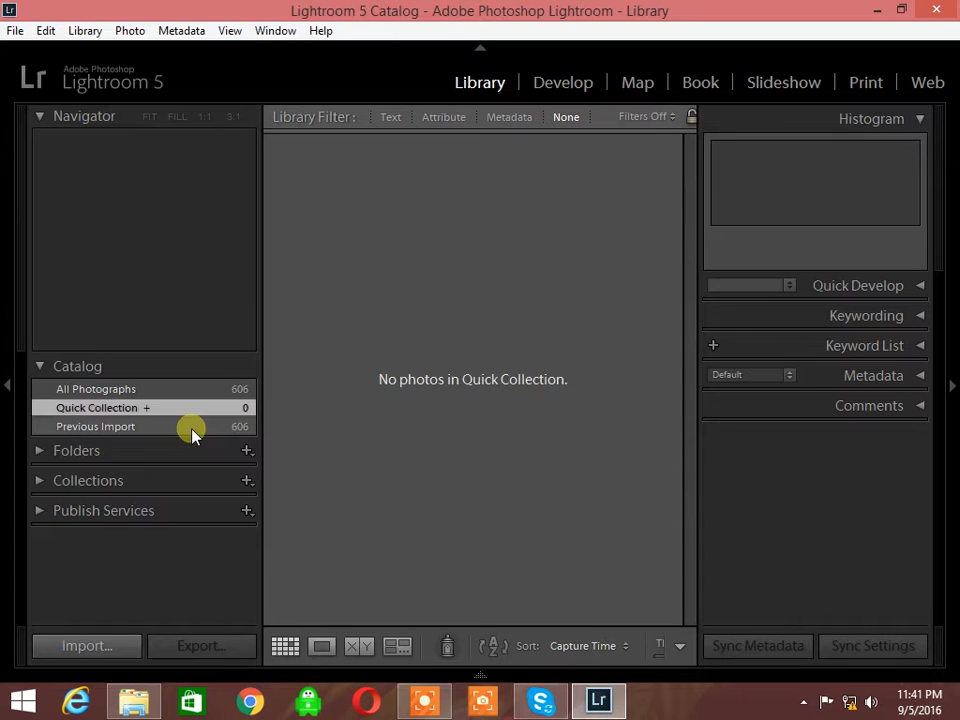 Lr
Lightroom 5 Catalog - Adobe Photoshop Lightroom - Library
File Edit Library Photo Metadata View Window Help
Lr Adobe Photoshop
Lightroom 5
Library Develop Map Book Slideshow Print Web
Navigator FIT FILL 1:1 3:1
Library Filter : Text Attribute Metadata None Filters Off
Histogram
Quick Develop
Keywording
+ Keyword List
Default Metadata
Comments
No photos in Quick Collection.
Catalog
All Photographs 606
Quick Collection + 0
Previous Import 606
Folders +
Collections +
Publish Services +
Import... Export...
XY
AZ Sort: Capture Time
Sync Metadata Sync Settings
Lr
11:41 PM
9/5/2016